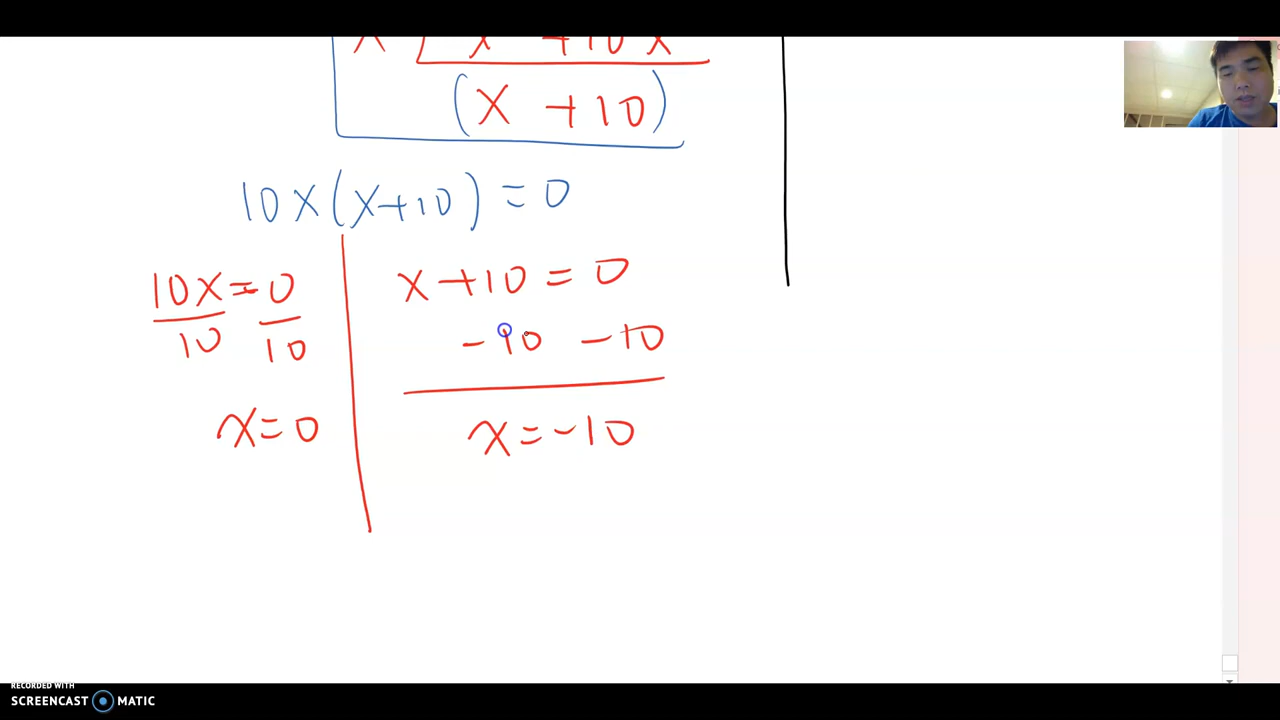 (x +10)
10x(x+10) = 0
10x=0
10 10
x=0
x+10=0
-10 -10
x=-10
RECORDED WITH
SCREENCAST MATIC